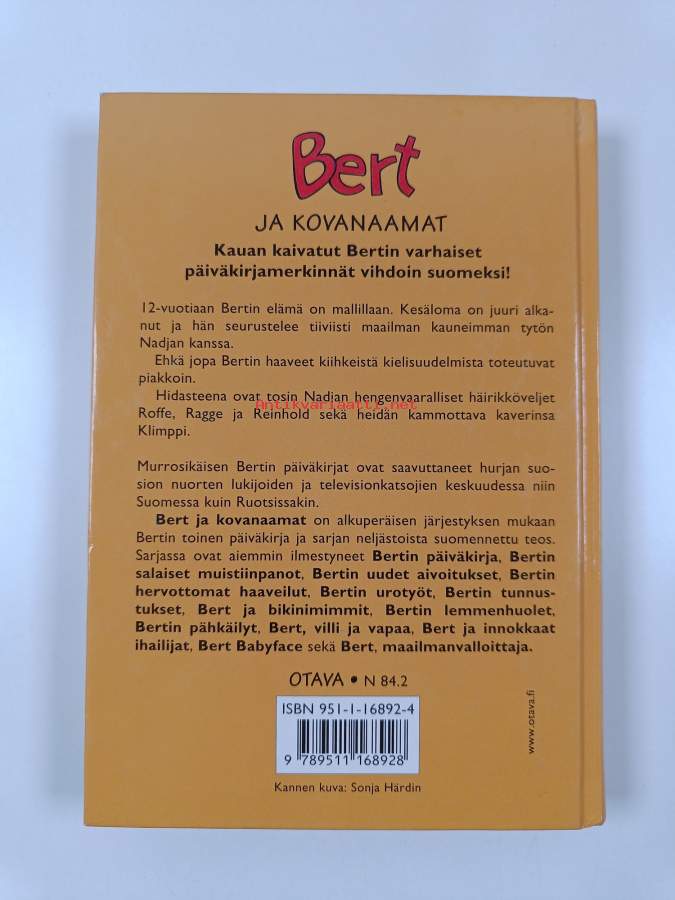 Bert
JA KOVANAAMAT
Kauan kaivatut Bertin varhaiset
päiväkirjamerkinnät vihdoin suomeksi!
12-vuotiaan Bertin elämä on mallillaan. Kesäloma on juuri alka-
nut ja hän seurustelee tiiviisti maailman kauneimman tytön
Nadjan kanssa.
Ehkä jopa Bertin haaveet kiihkeistä kielisuudelmista toteutuvat
piakkoin.
Hidasteena ovat tosin Nadjan hengenvaaralliset häirikköveljet
Antikvariaatti.net
Roffe, Ragge ja Reinhold sekä heidän kammottava kaverinsa
Klimppi.
Murrosikäisen Bertin päiväkirjat ovat saavuttaneet hurjan suo-
sion nuorten lukijoiden ja televisionkatsojien keskuudessa niin
Suomessa kuin Ruotsissakin.
Bert ja kovanaamat on alkuperäisen järjestyksen mukaan
Bertin toinen päiväkirja ja sarjan neljästoista suomennettu teos.
Sarjassa ovat aiemmin ilmestyneet Bertin päiväkirja, Bertin
salaiset muistiinpanot, Bertin uudet aivoitukset, Bertin
hervottomat haaveilut, Bertin urotyöt, Bertin tunnus-
tukset, Bert ja bikinimimmit, Bertin lemmenhuolet,
Bertin pähkäilyt, Bert, villi ja vapaa, Bert ja innokkaat
ihailijat, Bert Babyface sekä Bert, maailmanvalloittaja.
OTAVA • N 84.2
ISBN 951-1-16892-4
9 789511 168928
Kannen kuva: Sonja Härdin
www.otava.fi